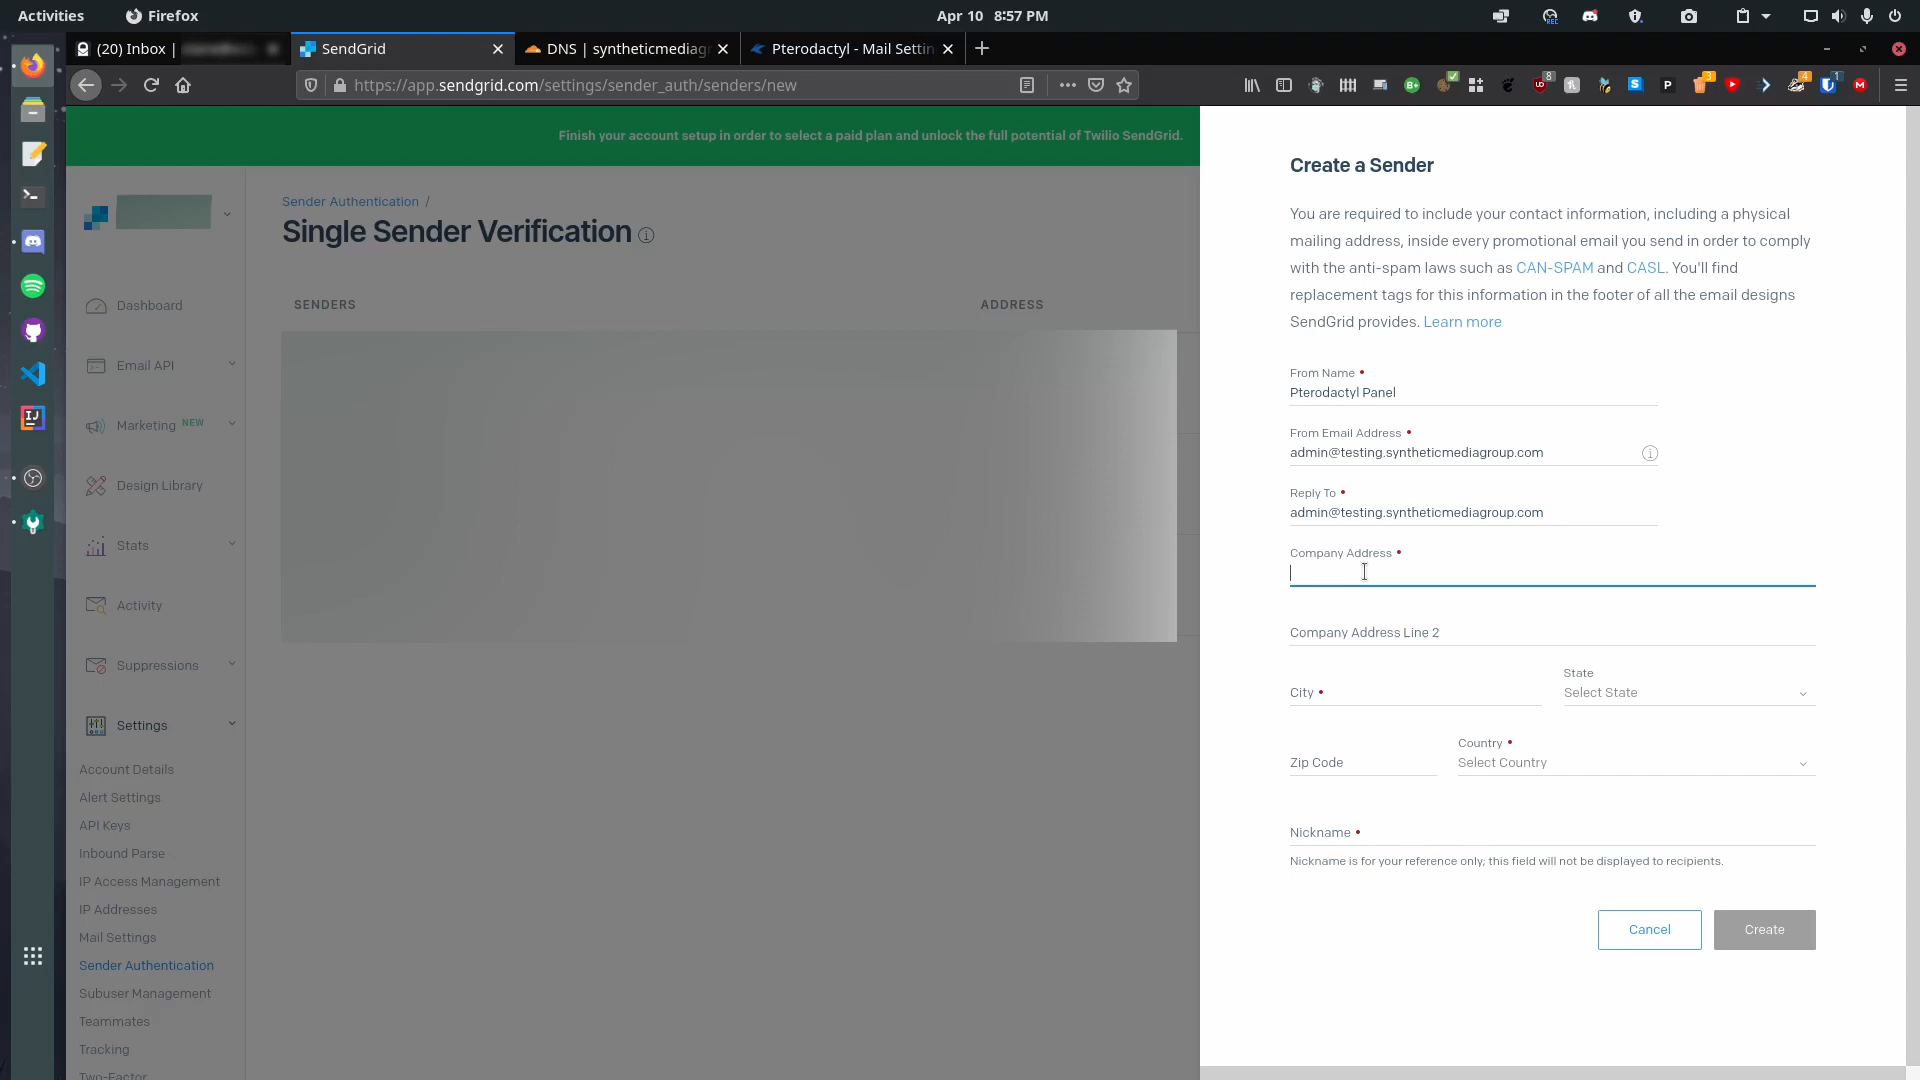 Activities
Firefox
Apr 10 8:57 PM
(20) Inbox |
SendGrid
DNS | syntheticmediagr
Pterodactyl - Mail Settin
https://app.sendgrid.com/settings/sender_auth/senders/new
Finish your account setup in order to select a paid plan and unlock the full potential of Twilio SendGrid.
Sender Authentication /
Single Sender Verification
SENDERS
ADDRESS
Dashboard
Email API
Marketing NEW
Design Library
Stats
Activity
Suppressions
Settings
Account Details
Alert Settings
API Keys
Inbound Parse
IP Access Management
IP Addresses
Mail Settings
Sender Authentication
Subuser Management
Teammates
Tracking
Two-Factor
Create a Sender
You are required to include your contact information, including a physical
mailing address, inside every promotional email you send in order to comply
with the anti-spam laws such as CAN-SPAM and CASL. You'll find
replacement tags for this information in the footer of all the email designs
SendGrid provides. Learn more
From Name •
Pterodactyl Panel
From Email Address •
admin@testing.syntheticmediagroup.com
Reply To •
admin@testing.syntheticmediagroup.com
Company Address •
Company Address Line 2
City •
State
Select State
Zip Code
Country •
Select Country
Nickname •
Nickname is for your reference only; this field will not be displayed to recipients.
Cancel
Create